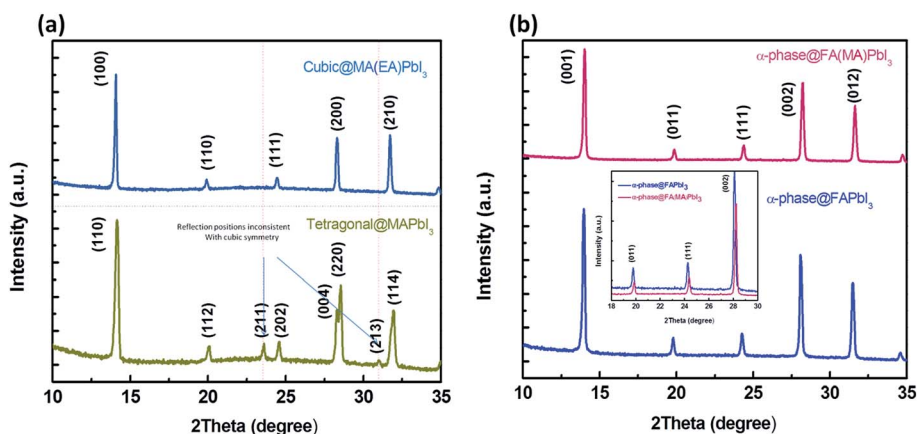 (a)
Cubic@MA(EA)PbI3
(100)
(110)
(111)
(200)
(210)
Tetragonal@MAPbI3
Reflection positions inconsistent
With cubic symmetry
(110)
(112)
(211)
(202)
(004)
(220)
(213)
(114)
Intensity (a.u.)
10 15 20 25 30 35
2Theta (degree)
(b)
α-phase@FA(MA)PbI3
(001)
(011)
(111)
(002)
(012)
α-phase@FAPbI3
α-phase@FAPbI3
α-phase@FA(MA)PbI3
(011)
(111)
(002)
Intensity (a.u.)
18 20 22 24 26 28 30
2Theta (degree)
Intensity (a.u.)
10 15 20 25 30 35
2Theta (degree)